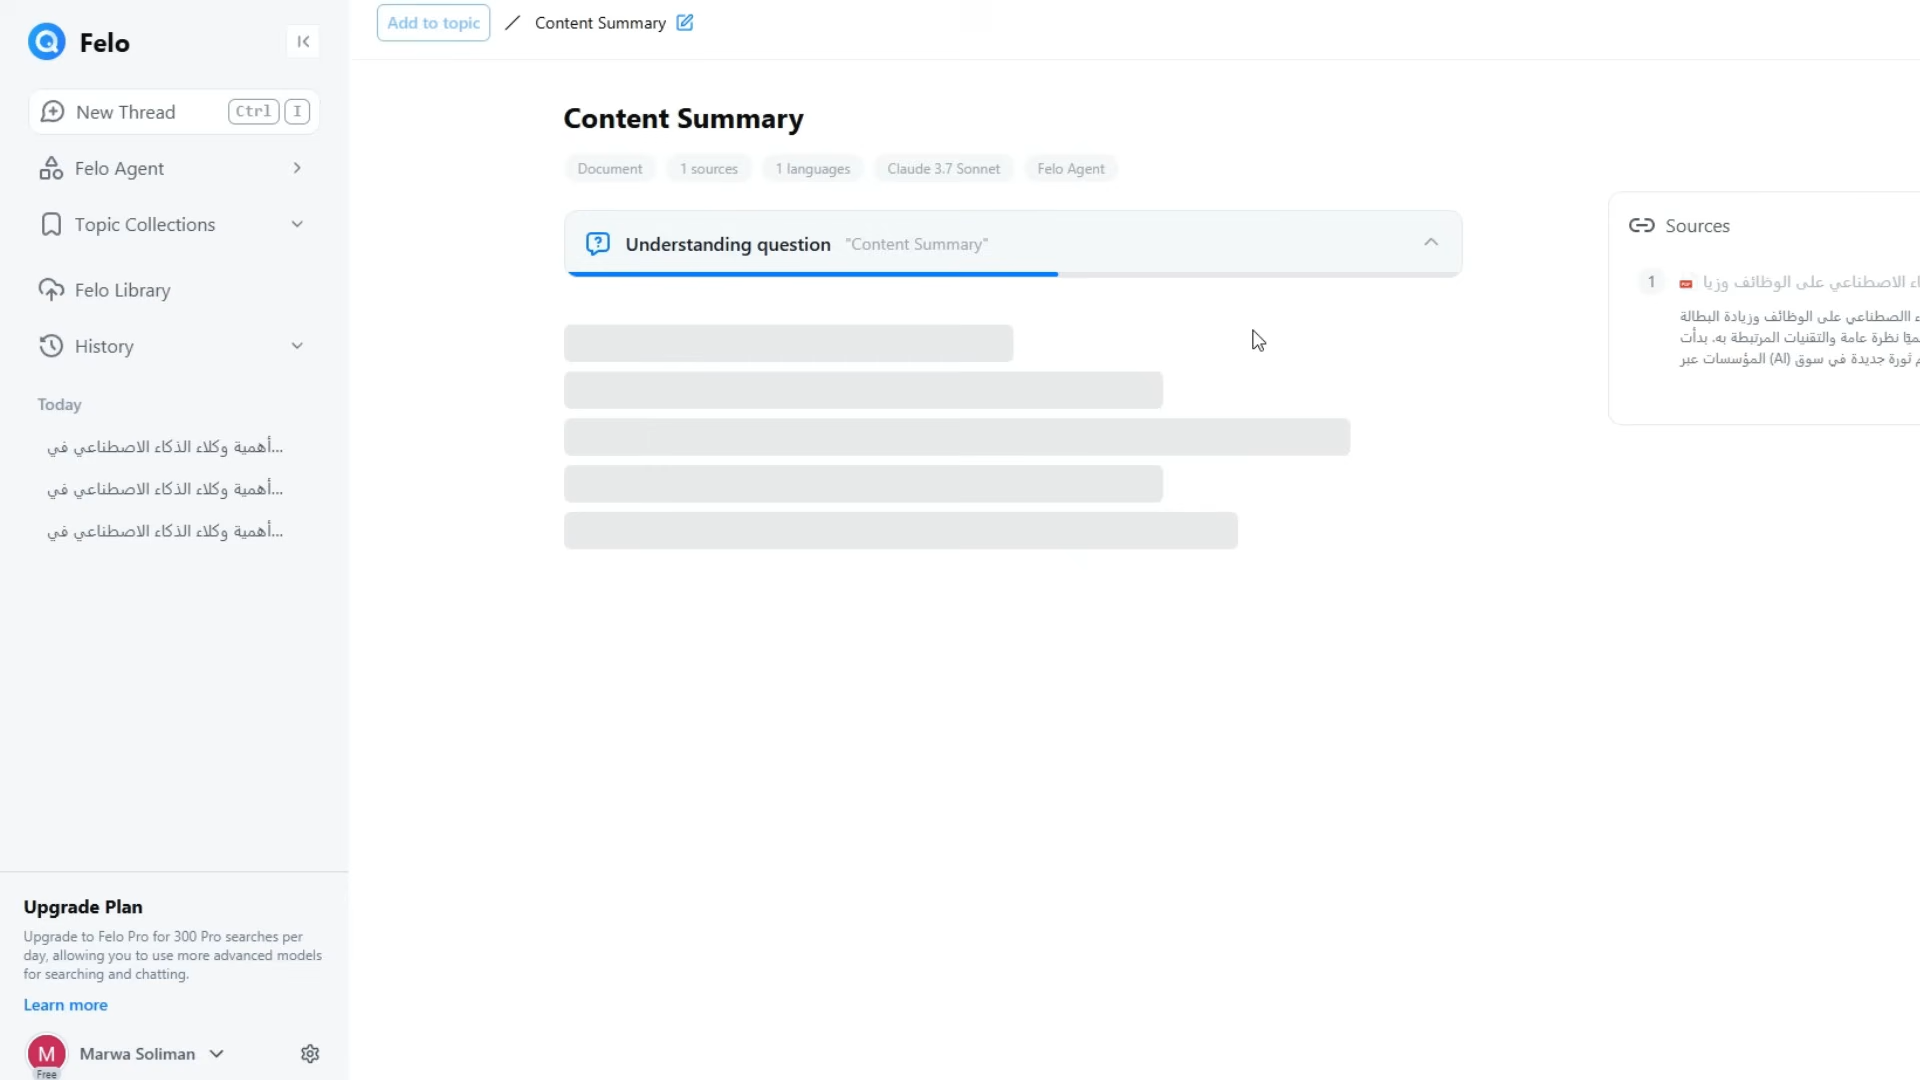 Felo
New Thread Ctrl I
Felo Agent
Topic Collections
Felo Library
History
Today
أهمية وكلاء الذكاء الاصطناعي في...
أهمية وكلاء الذكاء الاصطناعي في...
أهمية وكلاء الذكاء الاصطناعي في...
Upgrade Plan
Upgrade to Felo Pro for 300 Pro searches per
day, allowing you to use more advanced models
for searching and chatting.
Learn more
M
Free
Marwa Soliman
Add to topic / Content Summary
Content Summary
Document 1 sources 1 languages Claude 3.7 Sonnet Felo Agent
Understanding question "Content Summary"
Sources
1
الاصطناعي على الوظائف وزيا
االصطناعي على الوظائف وزيادة البطالة
نظرة عامة والتقنيات المرتبطة به. بدأت
ثورة جديدة في سوق (AI) المؤسسات عبر